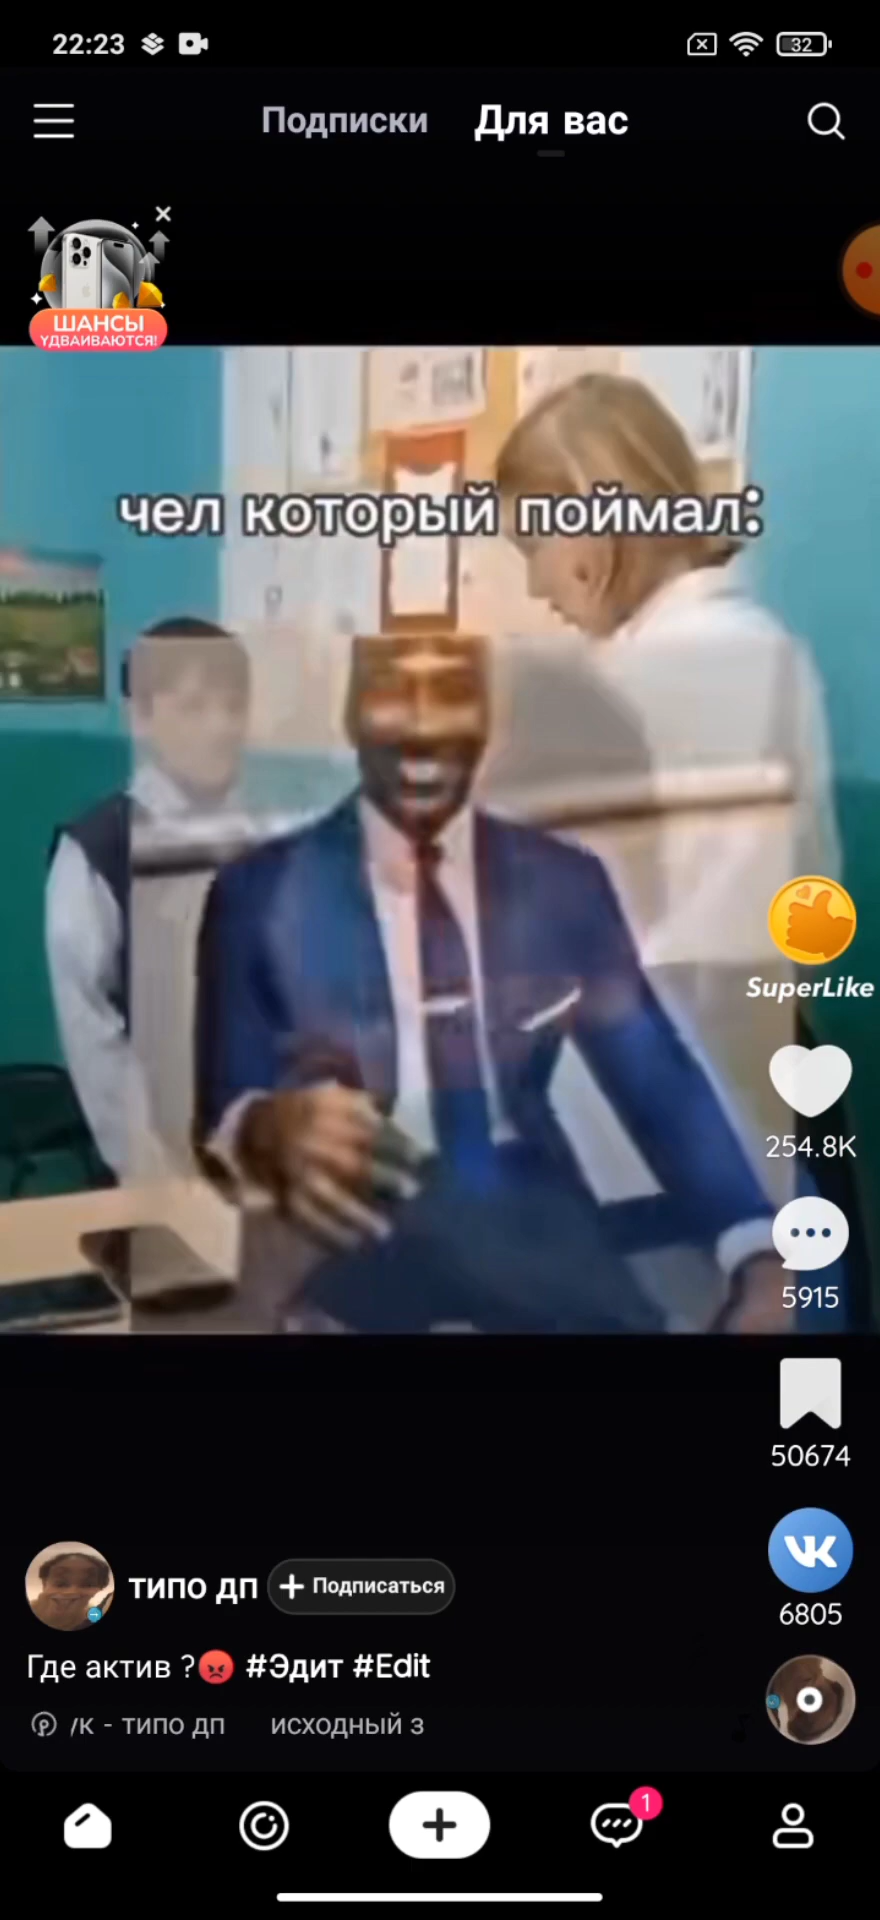 22:23
32
Подписки Для вас
ШАНСЫ
УДВАИВАЮТСЯ!
чел который поймал:
SuperLike
254.8K
5915
50674
6805
типо дп
Подписаться
Где актив ?😡 #Эдит #Edit
/к - типо дп исходный з
1